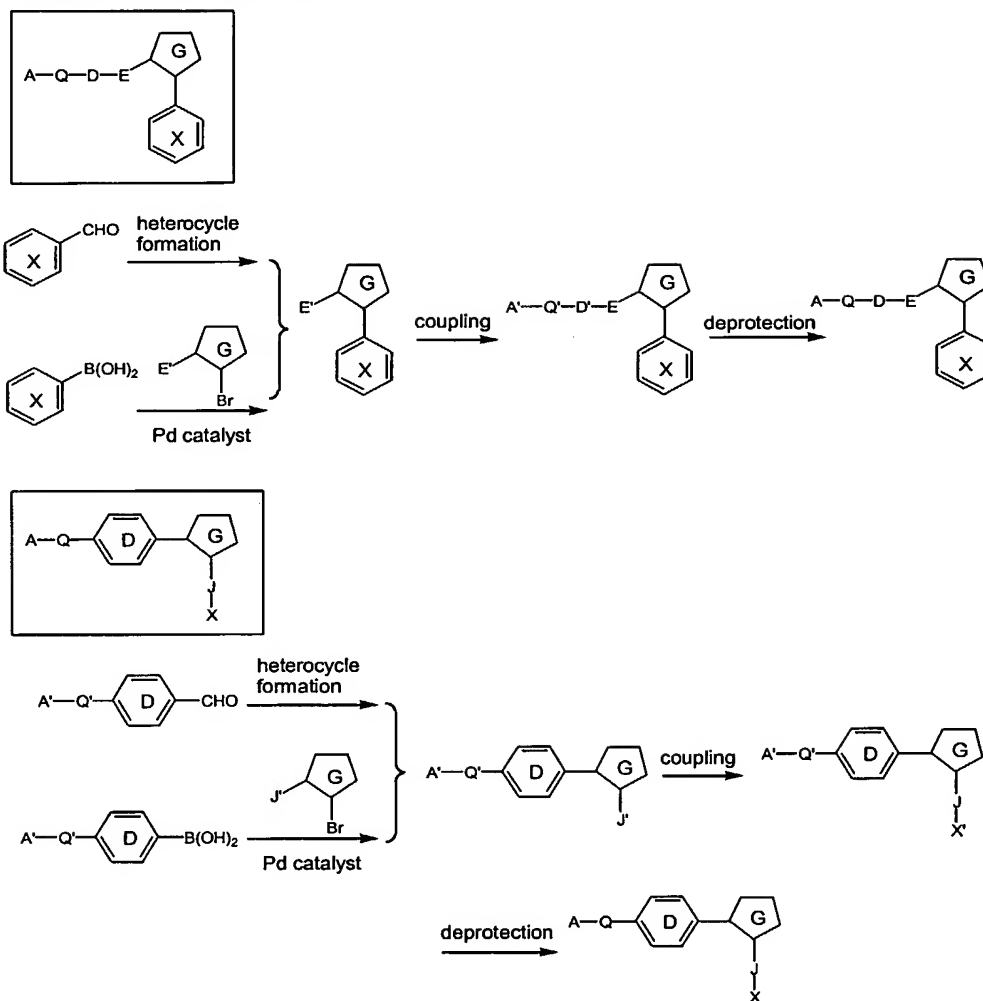 G
A—Q—D—E
X
CHO
X
heterocycle
formation
B(OH)2
X
E'
G
Br
Pd catalyst
E'
G
X
coupling
A'—Q'—D'—E
G
X
deprotection
A—Q—D—E
G
X
A—Q
D
G
J
X
A'—Q'
D
CHO
heterocycle
formation
A'—Q'
D
B(OH)2
J'
G
Br
Pd catalyst
A'—Q'
D
G
J'
coupling
A'—Q'
D
G
J
X'
deprotection
A—Q
D
G
J
X